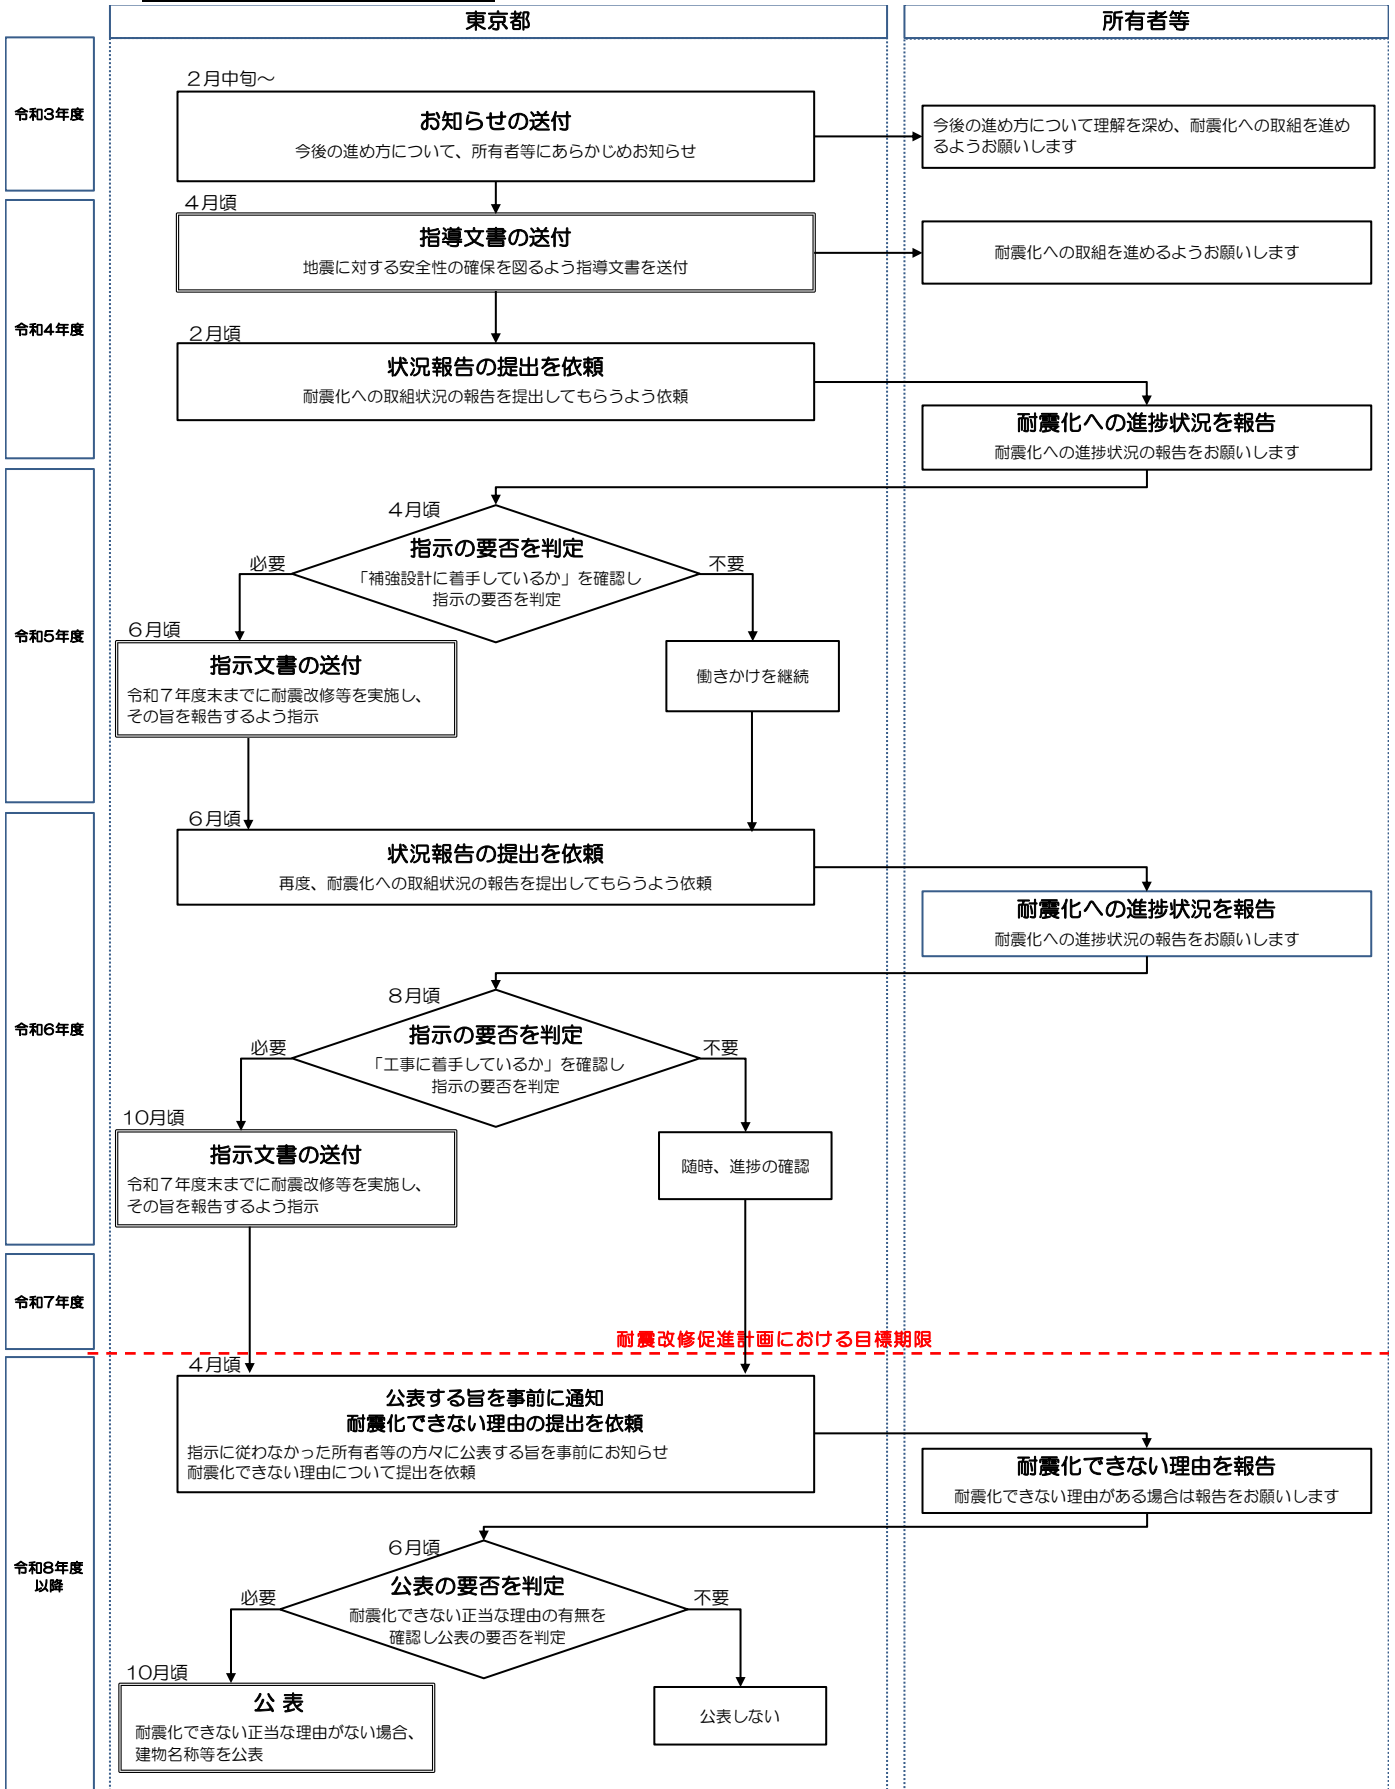 東京都
所有者等
令和3年度
２月中旬～
お知らせの送付
今後の進め方について、所有者等にあらかじめお知らせ
今後の進め方について理解を深め、耐震化への取組を進め
るようお願いします
令和4年度
４月頃
指導文書の送付
地震に対する安全性の確保を図るよう指導文書を送付
耐震化への取組を進めるようお願いします
２月頃
状況報告の提出を依頼
耐震化への取組状況の報告を提出してもらうよう依頼
耐震化への進捗状況を報告
耐震化への進捗状況の報告をお願いします
令和5年度
４月頃
指示の要否を判定
「補強設計に着手しているか」を確認し
指示の要否を判定
必要
不要
６月頃
指示文書の送付
令和７年度末までに耐震改修等を実施し、
その旨を報告するよう指示
働きかけを継続
令和6年度
６月頃
状況報告の提出を依頼
再度、耐震化への取組状況の報告を提出してもらうよう依頼
耐震化への進捗状況を報告
耐震化への進捗状況の報告をお願いします
８月頃
指示の要否を判定
「工事に着手しているか」を確認し
指示の要否を判定
必要
不要
10月頃
指示文書の送付
令和７年度末までに耐震改修等を実施し、
その旨を報告するよう指示
随時、進捗の確認
令和7年度
耐震改修促進計画における目標期限
令和8年度
以降
４月頃
公表する旨を事前に通知
耐震化できない理由の提出を依頼
指示に従わなかった所有者等の方々に公表する旨を事前にお知らせ
耐震化できない理由について提出を依頼
耐震化できない理由を報告
耐震化できない理由がある場合は報告をお願いします
６月頃
公表の要否を判定
耐震化できない正当な理由の有無を
確認し公表の要否を判定
必要
不要
10月頃
公 表
耐震化できない正当な理由がない場合、
建物名称等を公表
公表しない